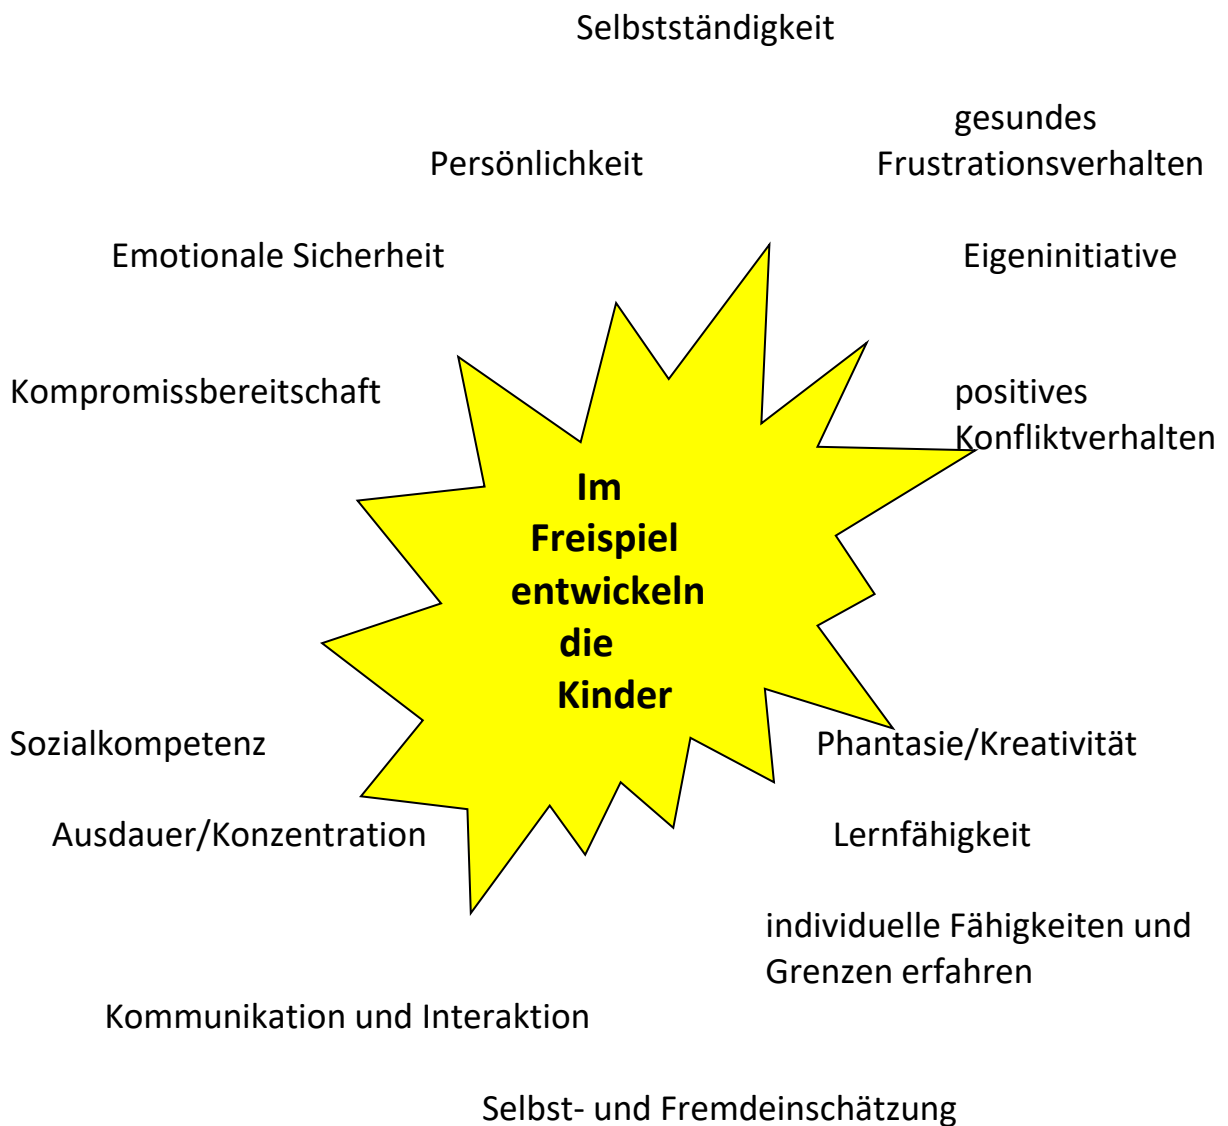 Selbstständigkeit
gesundes
Persönlichkeit
Frustrationsverhalten
Emotionale Sicherheit
Eigeninitiative
Kompromissbereitschaft
positives
Konfliktverhalten
Im
Freispiel
entwickeln
die
Kinder
Sozialkompetenz
Phantasie/Kreativität
Ausdauer/Konzentration
Lernfähigkeit
individuelle Fähigkeiten und
Grenzen erfahren
Kommunikation und Interaktion
Selbst- und Fremdeinschätzung